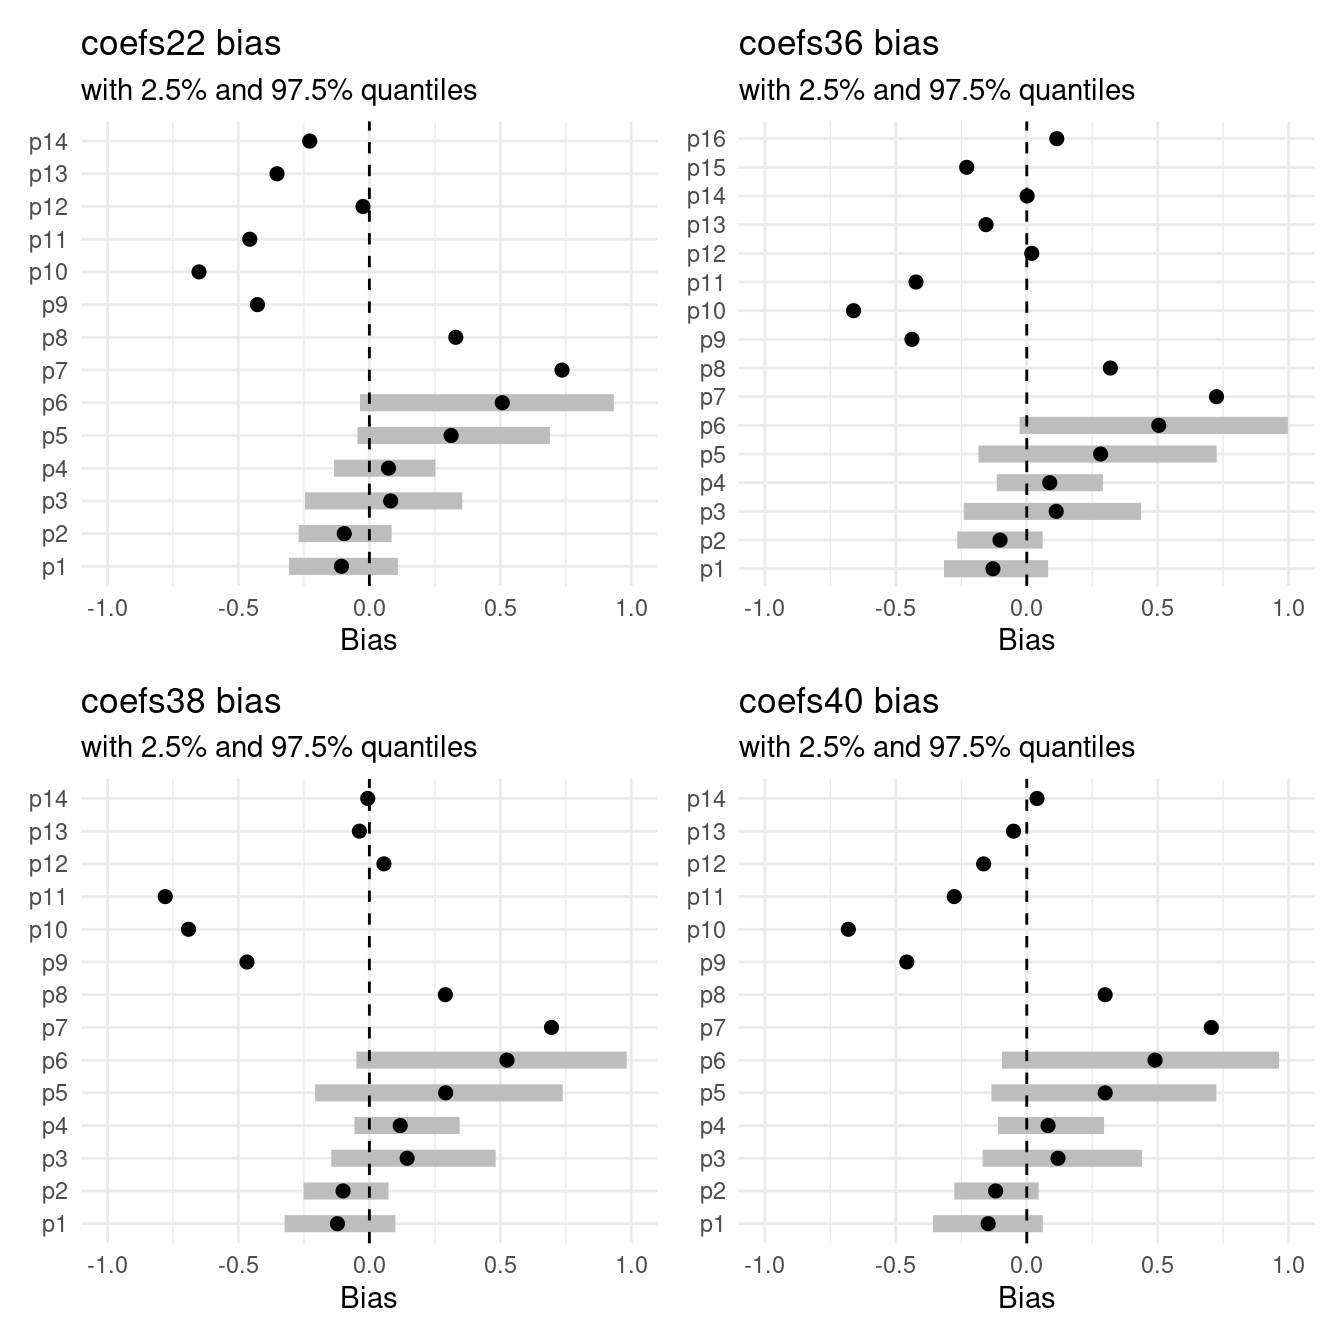 coefs22 bias
with 2.5% and 97.5% quantiles
p14
p13
p12
p11
p10
p9
p8
p7
p6
p5
p4
p3
p2
p1
-1.0 -0.5 0.0 0.5 1.0
Bias
coefs36 bias
with 2.5% and 97.5% quantiles
p16
p15
p14
p13
p12
p11
p10
p9
p8
p7
p6
p5
p4
p3
p2
p1
-1.0 -0.5 0.0 0.5 1.0
Bias
coefs38 bias
with 2.5% and 97.5% quantiles
p14
p13
p12
p11
p10
p9
p8
p7
p6
p5
p4
p3
p2
p1
-1.0 -0.5 0.0 0.5 1.0
Bias
coefs40 bias
with 2.5% and 97.5% quantiles
p14
p13
p12
p11
p10
p9
p8
p7
p6
p5
p4
p3
p2
p1
-1.0 -0.5 0.0 0.5 1.0
Bias